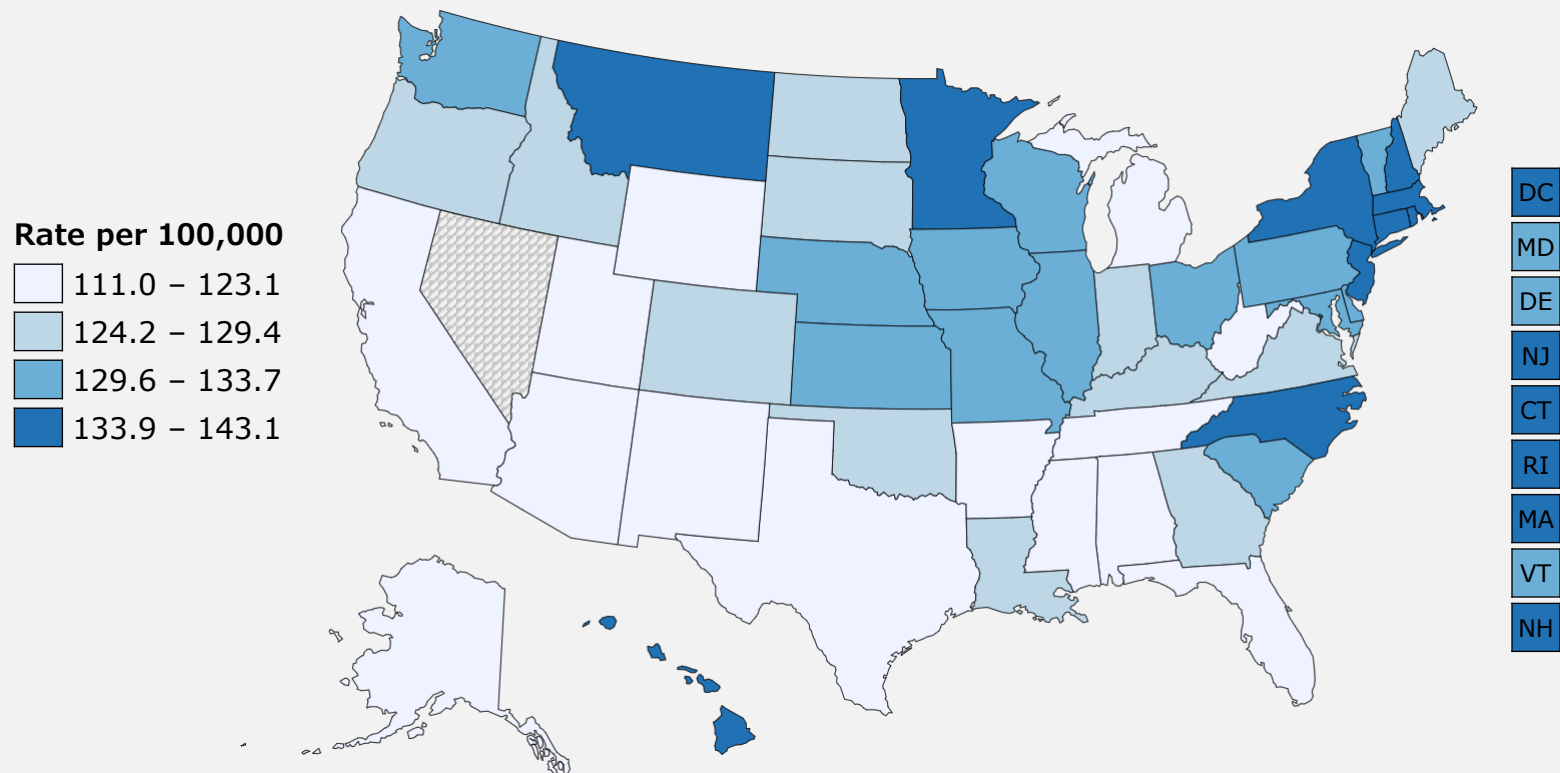 Rate per 100,000
111.0 – 123.1
124.2 – 129.4
129.6 – 133.7
133.9 – 143.1
DC
MD
DE
NJ
CT
RI
MA
VT
NH